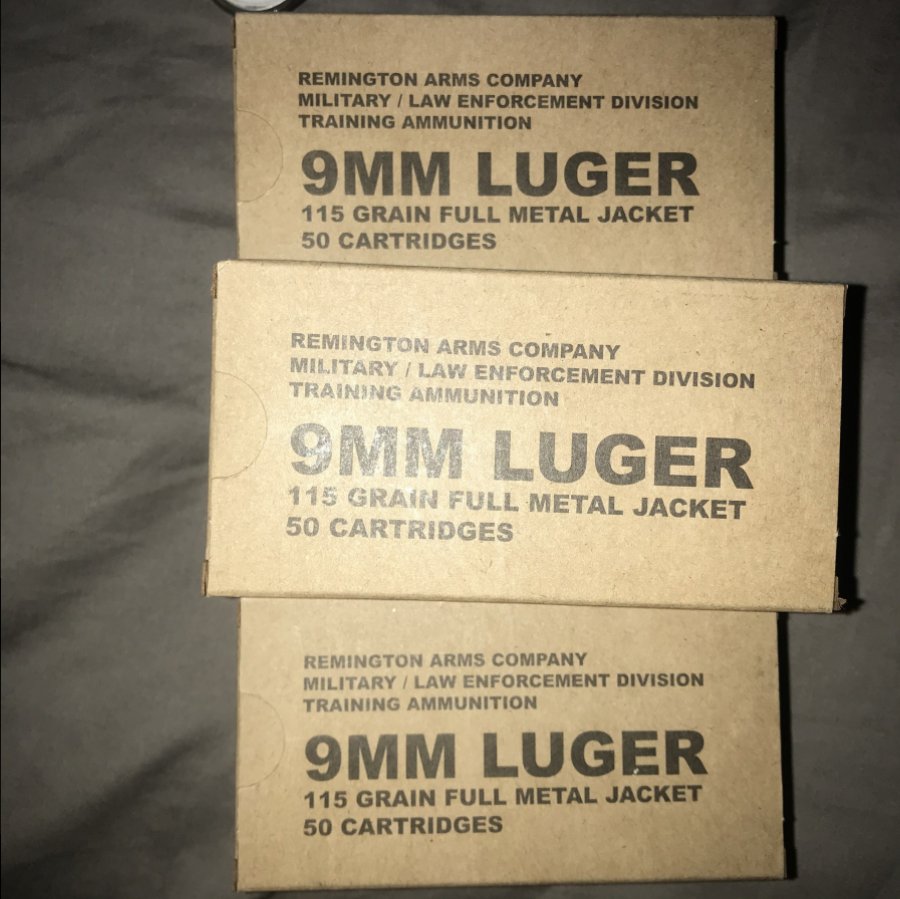 REMINGTON ARMS COMPANY
MILITARY / LAW ENFORCEMENT DIVISION
TRAINING AMMUNITION
9MM LUGER
115 GRAIN FULL METAL JACKET
50 CARTRIDGES
REMINGTON ARMS COMPANY
MILITARY / LAW ENFORCEMENT DIVISION
TRAINING AMMUNITION
9MM LUGER
115 GRAIN FULL METAL JACKET
50 CARTRIDGES
REMINGTON ARMS COMPANY
MILITARY / LAW ENFORCEMENT DIVISION
TRAINING AMMUNITION
9MM LUGER
115 GRAIN FULL METAL JACKET
50 CARTRIDGES